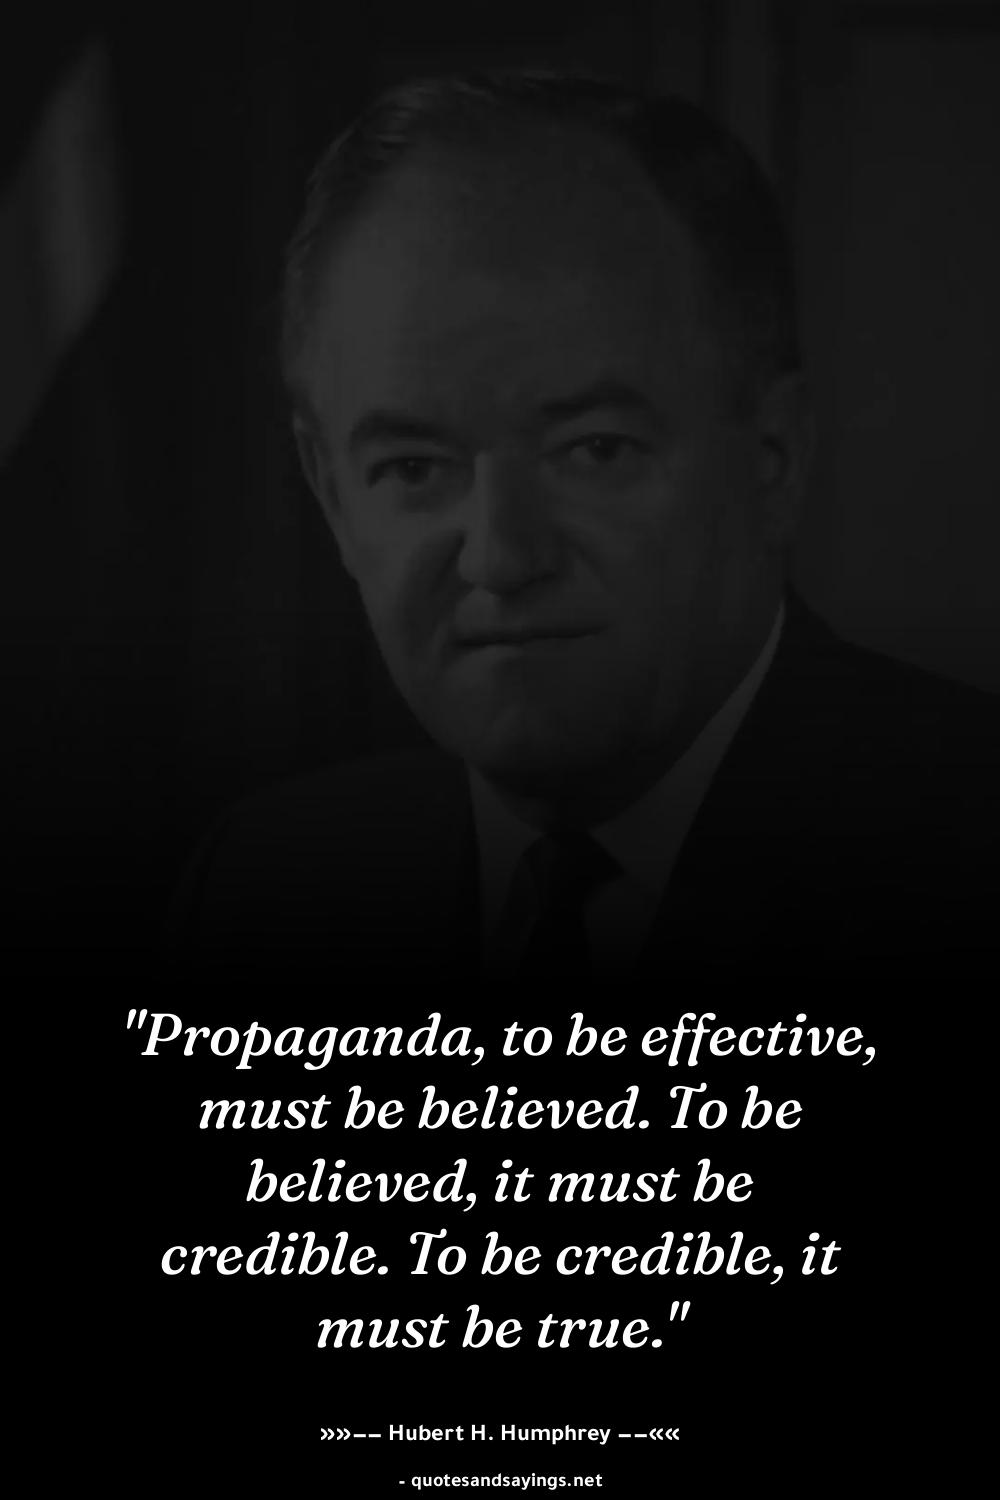 "Propaganda, to be effective,
must be believed. To be
believed, it must be
credible. To be credible, it
must be true."
»»–– Hubert H. Humphrey ––««
- quotesandsayings.net